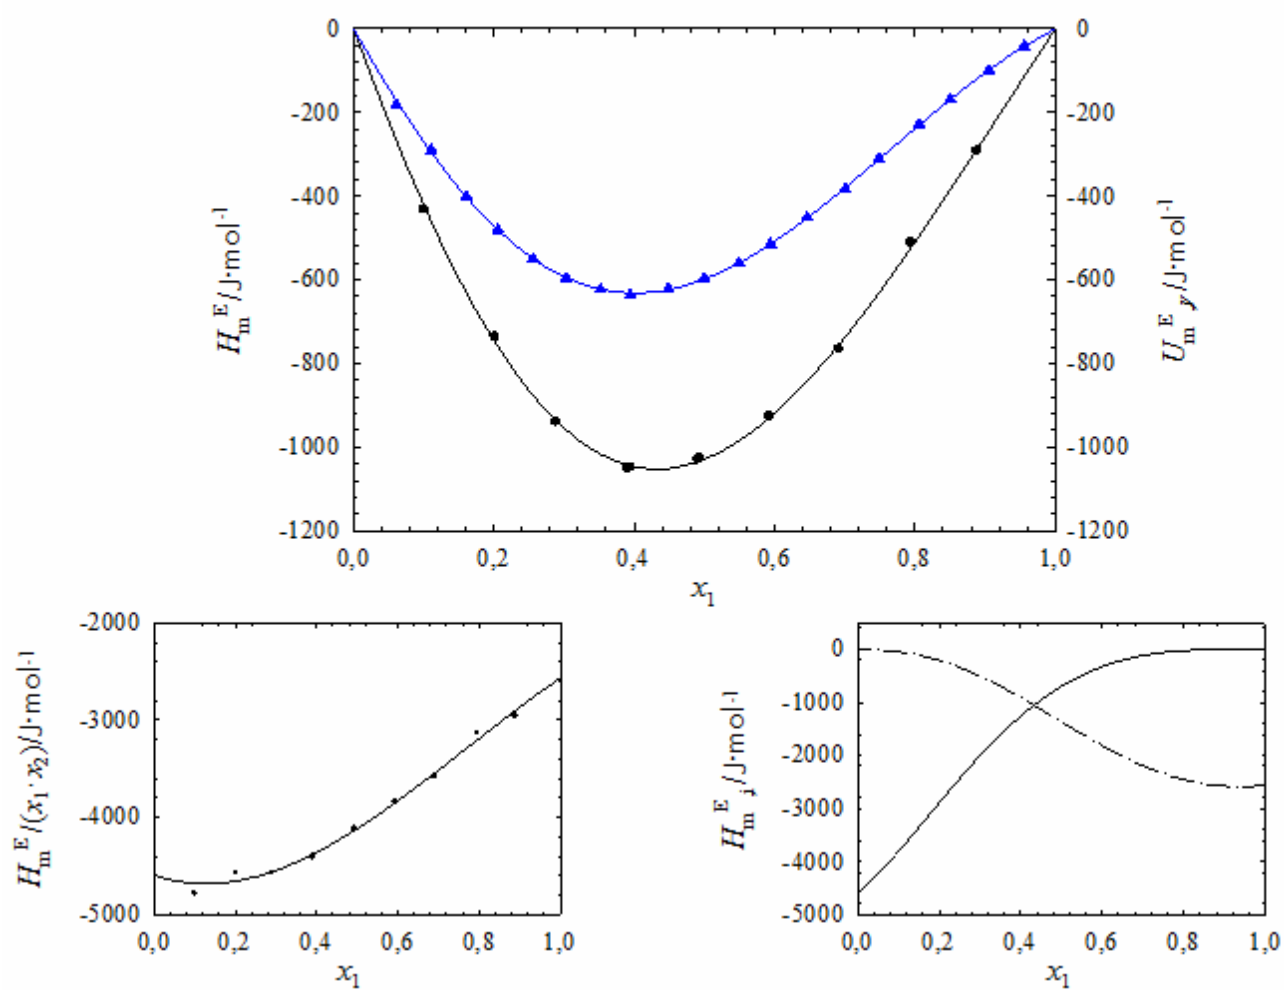 0
-200
-400
-600
-800
-1000
-1200
H_m^E/J·mol^-1
0
-200
-400
-600
-800
-1000
-1200
U_m^E,V/J·mol^-1
0,0 0,2 0,4 0,6 0,8 1,0
x_1
-2000
-3000
-4000
-5000
H_m^E/(x_1·x_2)/J·mol^-1
0,0 0,2 0,4 0,6 0,8 1,0
x_1
0
-1000
-2000
-3000
-4000
-5000
H_m^E,i/J·mol^-1
0,0 0,2 0,4 0,6 0,8 1,0
x_1